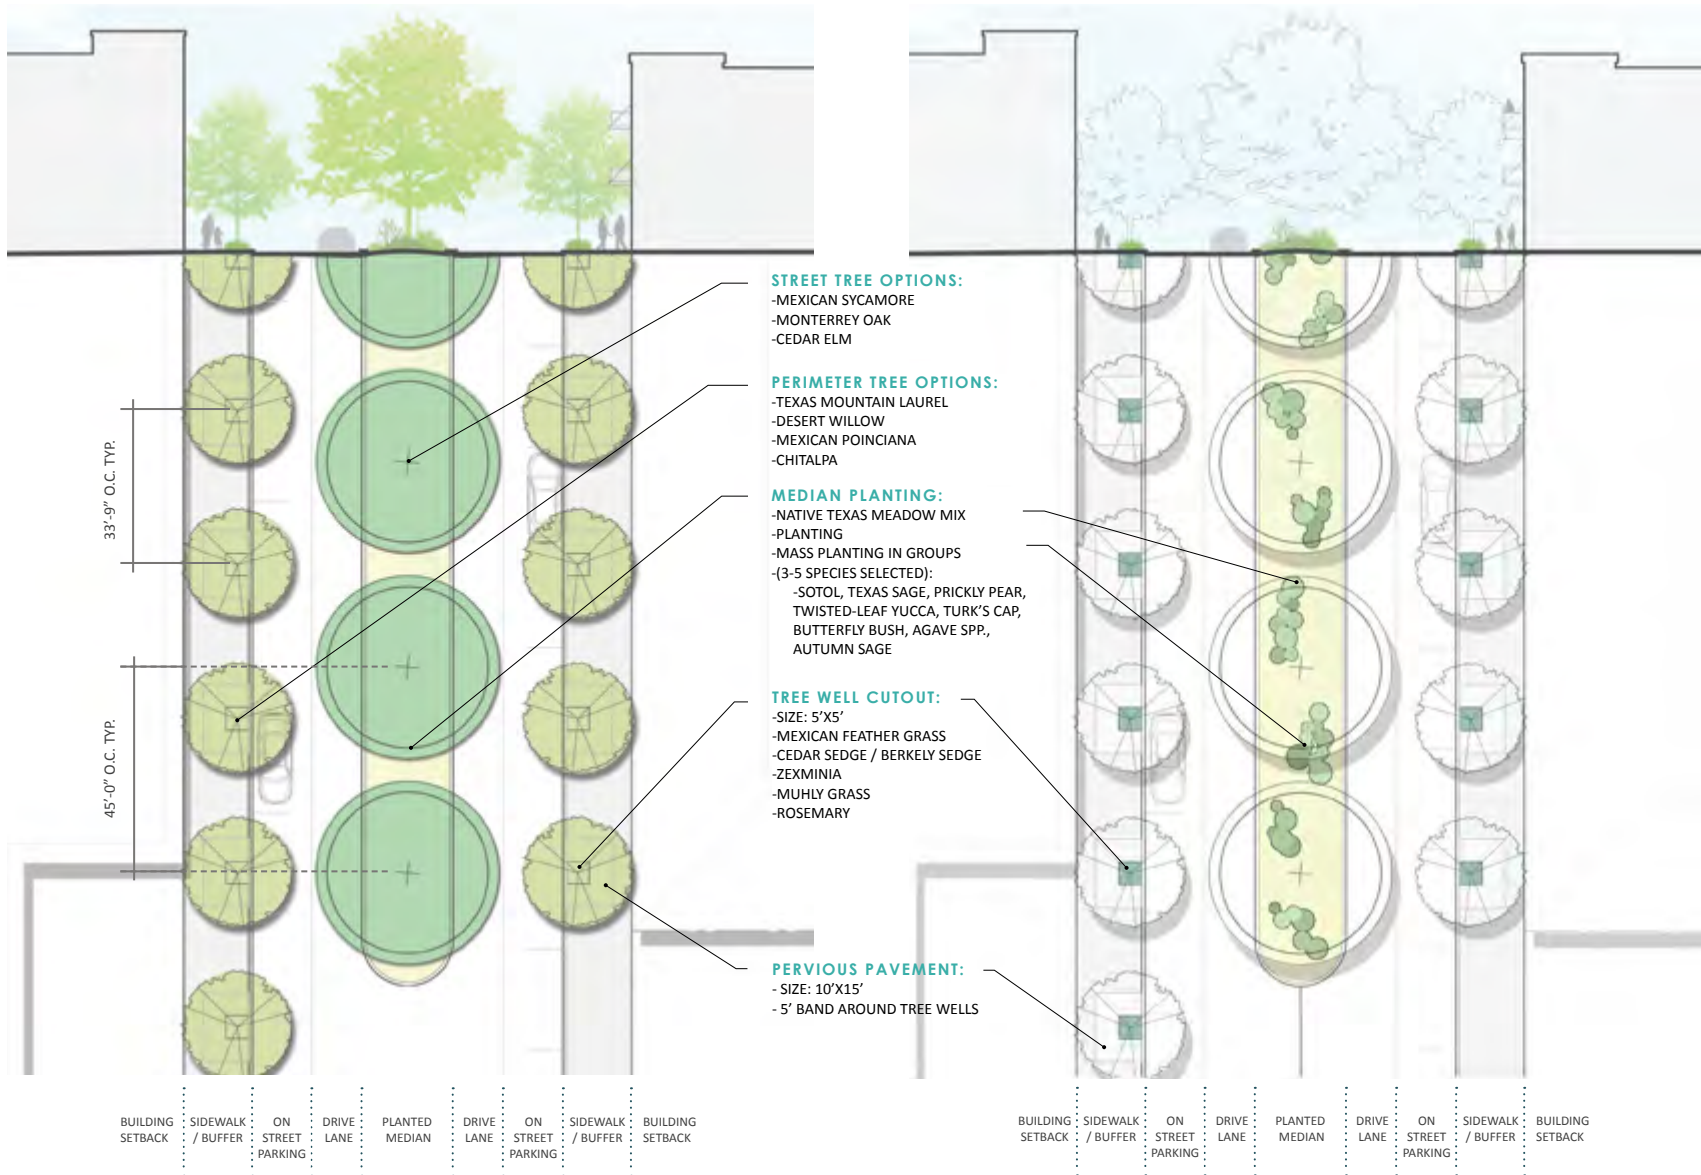 STREET TREE OPTIONS:
-MEXICAN SYCAMORE
-MONTERREY OAK
-CEDAR ELM
PERIMETER TREE OPTIONS:
-TEXAS MOUNTAIN LAUREL
-DESERT WILLOW
-MEXICAN POINCIANA
-CHITALPA
MEDIAN PLANTING:
-NATIVE TEXAS MEADOW MIX
-PLANTING
-MASS PLANTING IN GROUPS
-(3-5 SPECIES SELECTED):
-SOTOL, TEXAS SAGE, PRICKLY PEAR,
TWISTED-LEAF YUCCA, TURK'S CAP,
BUTTERFLY BUSH, AGAVE SPP.,
AUTUMN SAGE
TREE WELL CUTOUT:
-SIZE: 5'X5'
-MEXICAN FEATHER GRASS
-CEDAR SEDGE / BERKELY SEDGE
-ZEXMINIA
-MUHLY GRASS
-ROSEMARY
PERVIOUS PAVEMENT:
- SIZE: 10'X15'
- 5' BAND AROUND TREE WELLS
33'-9" O.C. TYP.
45'-0" O.C. TYP.
BUILDING
SETBACK
SIDEWALK
/ BUFFER
ON
STREET
PARKING
DRIVE
LANE
PLANTED
MEDIAN
DRIVE
LANE
ON
STREET
PARKING
SIDEWALK
/ BUFFER
BUILDING
SETBACK
BUILDING
SETBACK
SIDEWALK
/ BUFFER
ON
STREET
PARKING
DRIVE
LANE
PLANTED
MEDIAN
DRIVE
LANE
ON
STREET
PARKING
SIDEWALK
/ BUFFER
BUILDING
SETBACK